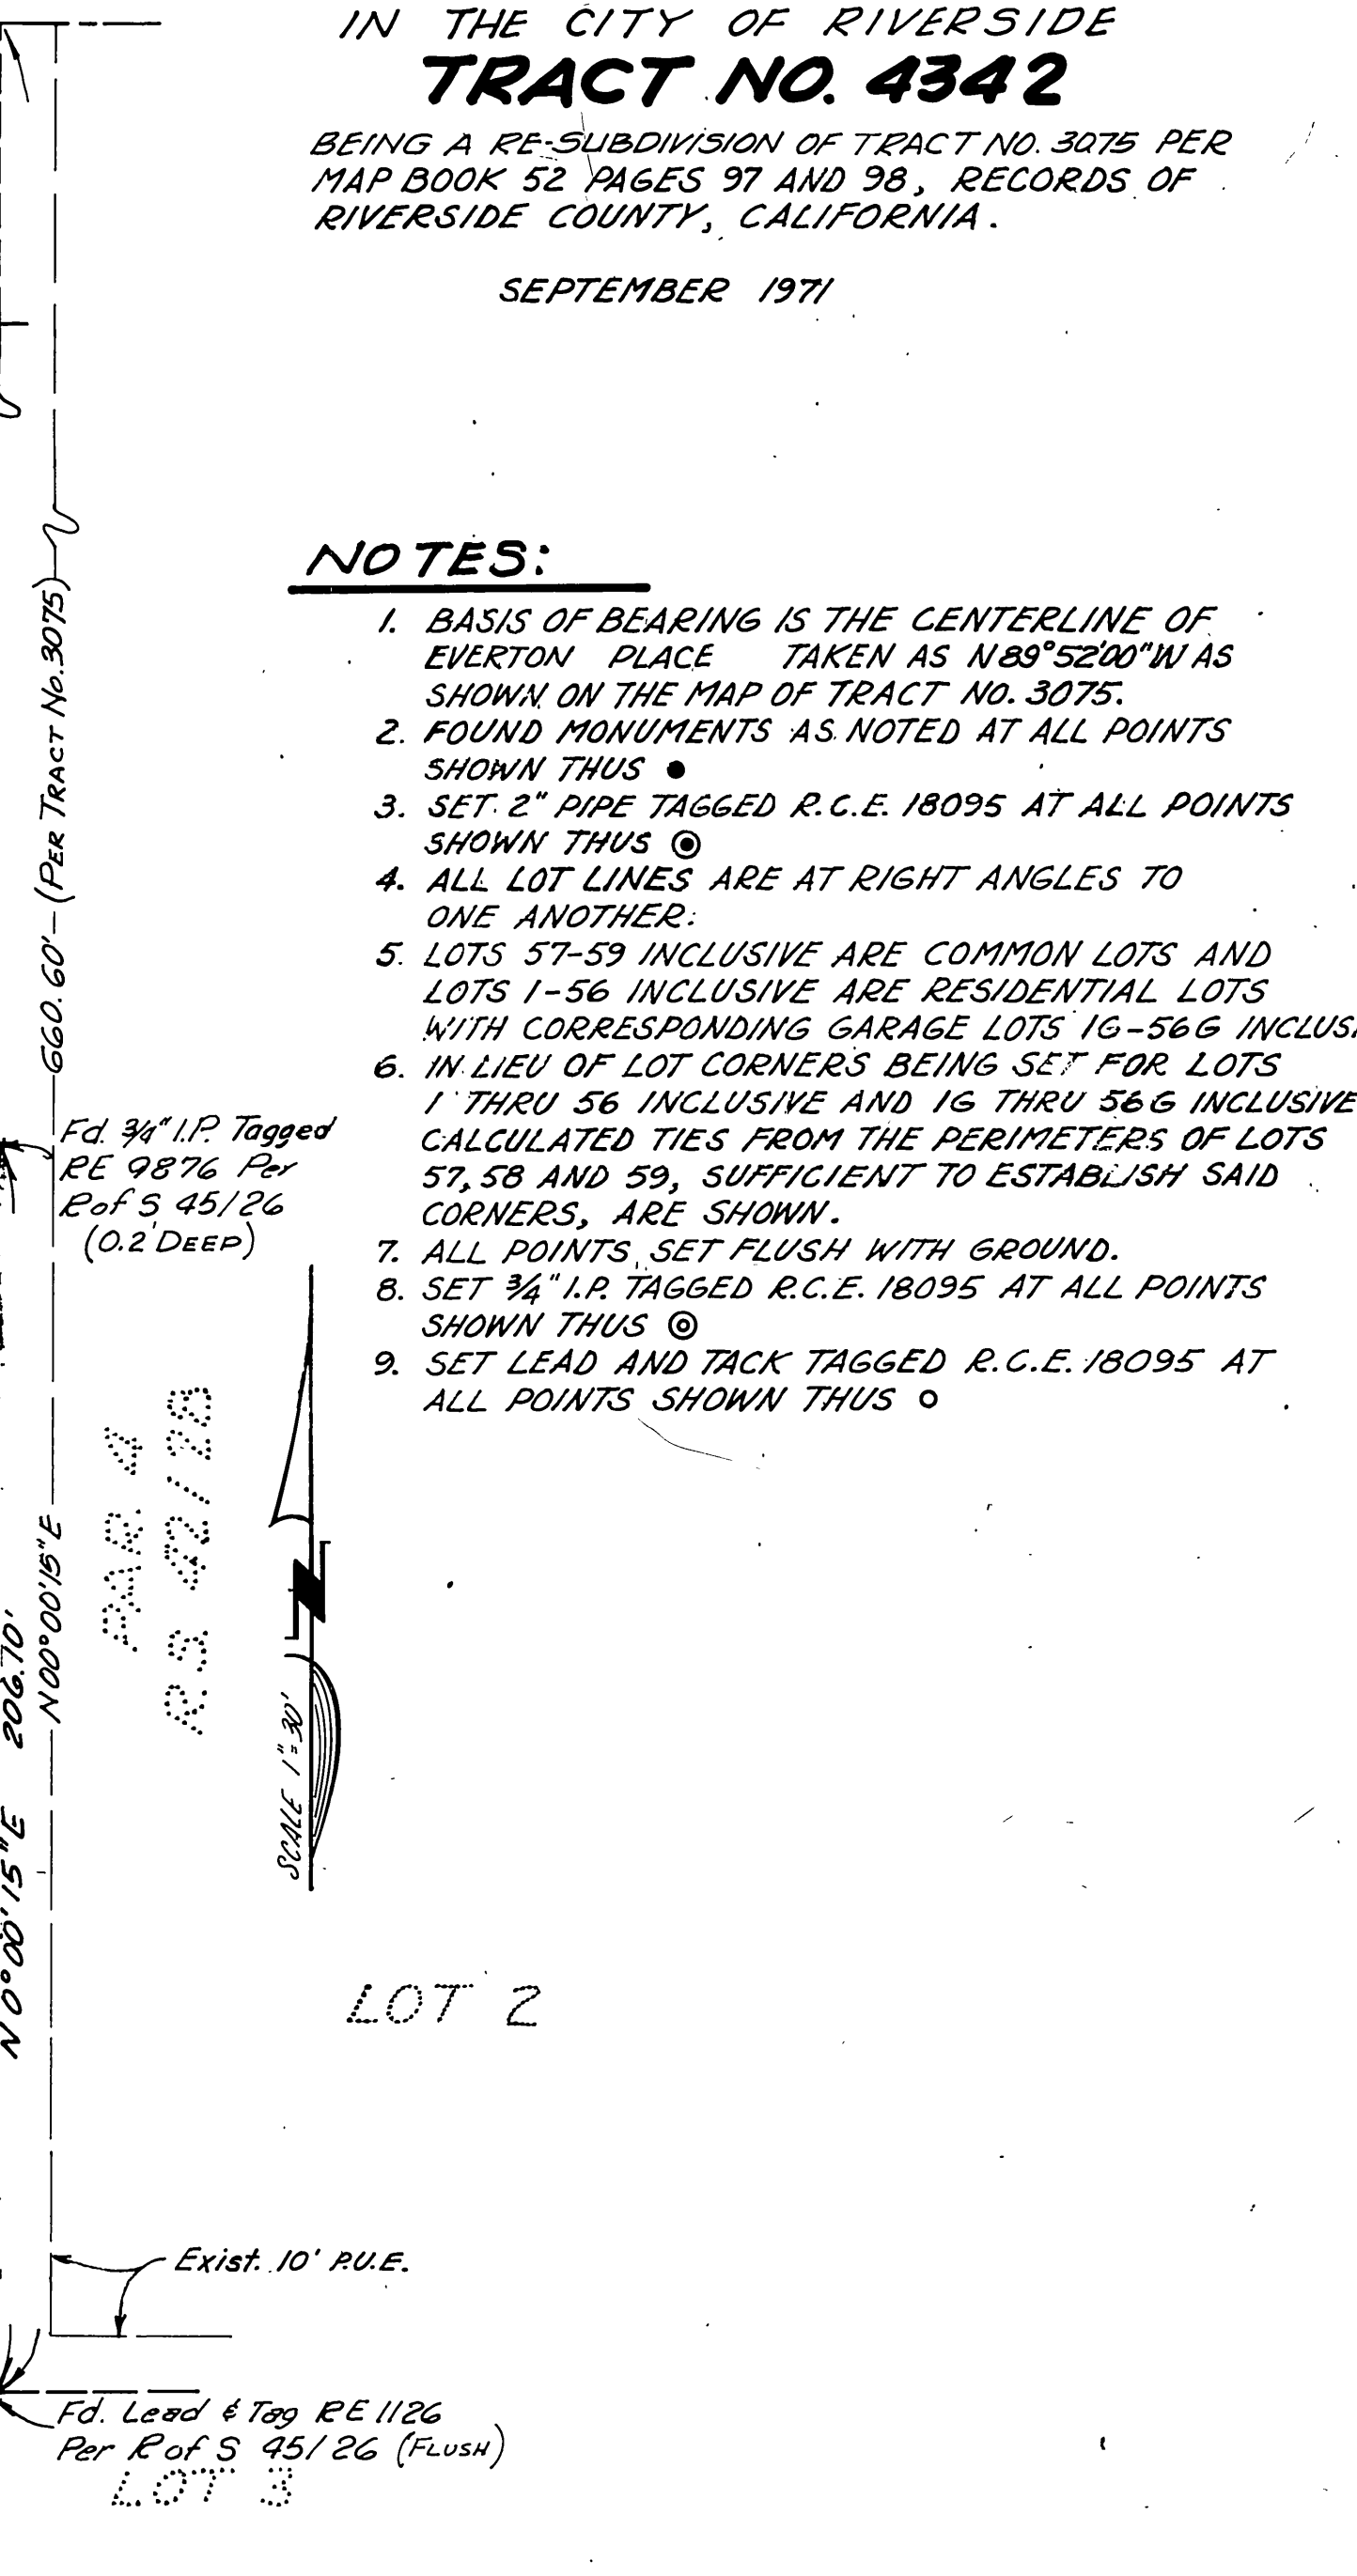 IN THE CITY OF RIVERSIDE
TRACT NO. 4342
BEING A RE-SUBDIVISION OF TRACT NO. 3075 PER
MAP BOOK 52 PAGES 97 AND 98, RECORDS OF
RIVERSIDE COUNTY, CALIFORNIA.
SEPTEMBER 1971
NOTES:
1. BASIS OF BEARING IS THE CENTERLINE OF
EVERTON PLACE TAKEN AS N89°52'00"W AS
SHOWN ON THE MAP OF TRACT NO. 3075.
2. FOUND MONUMENTS AS NOTED AT ALL POINTS
SHOWN THUS ●
3. SET 2" PIPE TAGGED R.C.E. 18095 AT ALL POINTS
SHOWN THUS ◉
4. ALL LOT LINES ARE AT RIGHT ANGLES TO
ONE ANOTHER.
5. LOTS 57-59 INCLUSIVE ARE COMMON LOTS AND
LOTS 1-56 INCLUSIVE ARE RESIDENTIAL LOTS
WITH CORRESPONDING GARAGE LOTS 1G-56G INCLUS
6. IN LIEU OF LOT CORNERS BEING SET FOR LOTS
1 THRU 56 INCLUSIVE AND 1G THRU 56G INCLUSIVE
CALCULATED TIES FROM THE PERIMETERS OF LOTS
57, 58 AND 59, SUFFICIENT TO ESTABLISH SAID
CORNERS, ARE SHOWN.
7. ALL POINTS SET FLUSH WITH GROUND.
8. SET 3/4" I.P. TAGGED R.C.E. 18095 AT ALL POINTS
SHOWN THUS ◎
9. SET LEAD AND TACK TAGGED R.C.E. 18095 AT
ALL POINTS SHOWN THUS ○
660.60' (PER TRACT No. 3075)
Fd. 3/4" I.P. Tagged
RE 9876 Per
R of S 45/26
(0.2' DEEP)
N00°00'15"E
N0°00'15"E 206.70'
PAR 4
RS 42/28
SCALE 1"=30'
N
LOT 2
Exist. 10' P.U.E.
Fd. Lead & Tag RE 1126
Per R of S 45/26 (FLUSH)
LOT 3